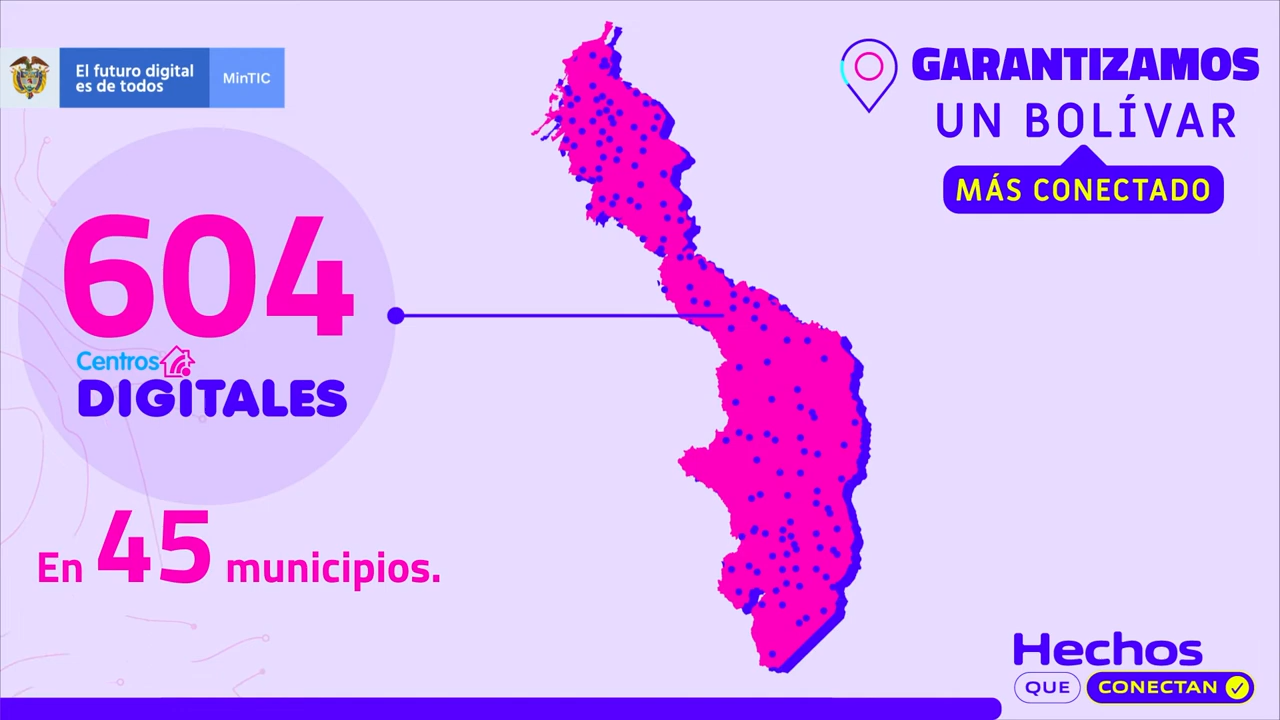 El futuro digital
es de todos
MinTIC
GARANTIZAMOS
UN BOLÍVAR
MÁS CONECTADO
604
Centros
DIGITALES
En 45 municipios.
Hechos
QUE CONECTAN